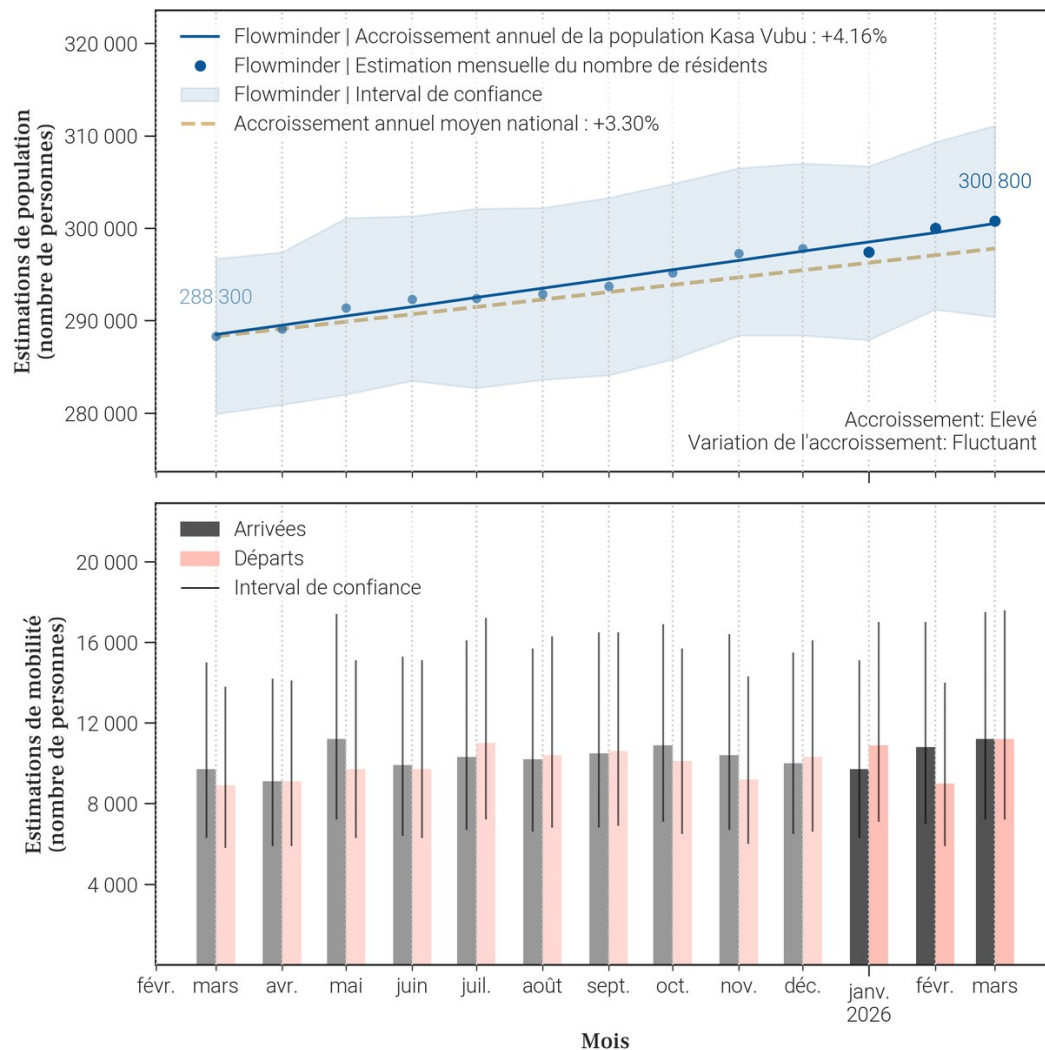 320 000
310 000
300 000
290 000
280 000
Estimations de population
(nombre de personnes)
Flowminder | Accroissement annuel de la population Kasa Vubu : +4.16%
Flowminder | Estimation mensuelle du nombre de résidents
Flowminder | Interval de confiance
Accroissement annuel moyen national : +3.30%
288 300
300 800
Accroissement: Elevé
Variation de l'accroissement: Fluctuant
20 000
16 000
12 000
8 000
4 000
Estimations de mobilité
(nombre de personnes)
Arrivées
Départs
Interval de confiance
févr. mars avr. mai juin juil. août sept. oct. nov. déc. janv. févr. mars
2026
Mois